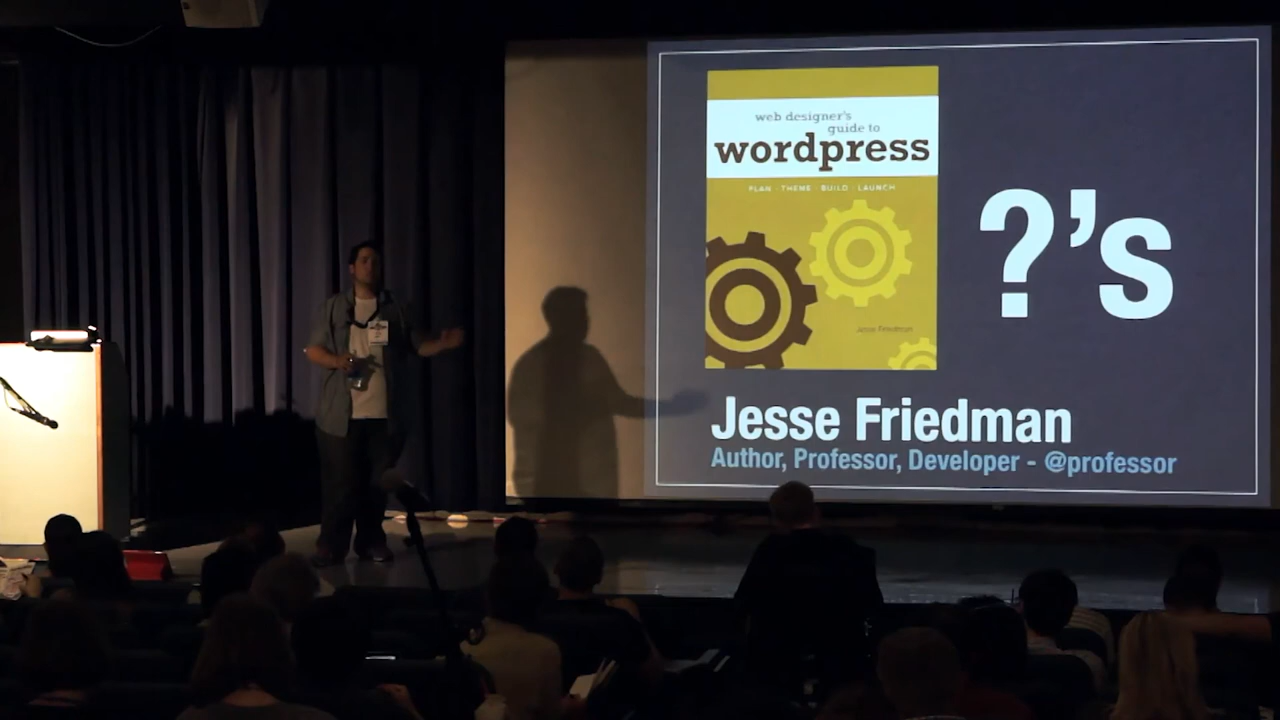 web designer's
guide to
wordpress
PLAN · THEME · BUILD · LAUNCH
Jesse Friedman
?'s
Jesse Friedman
Author, Professor, Developer - @professor